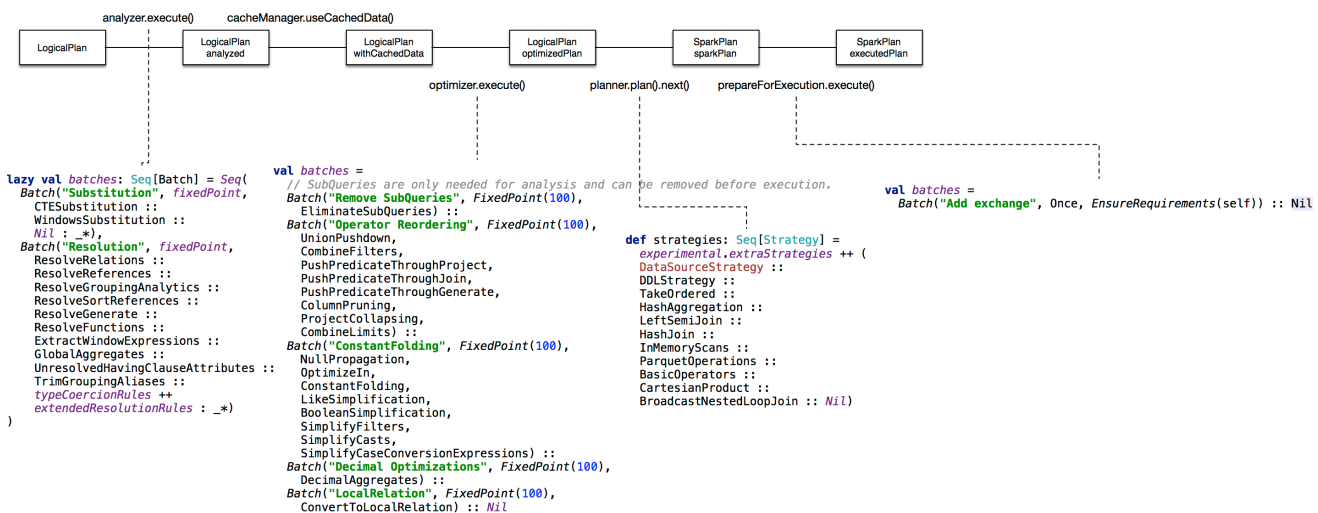 analyzer.execute()
cacheManager.useCachedData()
LogicalPlan
LogicalPlan
analyzed
LogicalPlan
withCachedData
LogicalPlan
optimizedPlan
SparkPlan
sparkPlan
SparkPlan
executedPlan
optimizer.execute()
planner.plan().next()
prepareForExecution.execute()
lazy val batches: Seq[Batch] = Seq(
Batch("Substitution", fixedPoint,
CTESubstitution ::
WindowsSubstitution ::
Nil : _*),
Batch("Resolution", fixedPoint,
ResolveRelations ::
ResolveReferences ::
ResolveGroupingAnalytics ::
ResolveSortReferences ::
ResolveGenerate ::
ResolveFunctions ::
ExtractWindowExpressions ::
GlobalAggregates ::
UnresolvedHavingClauseAttributes ::
TrimGroupingAliases ::
typeCoercionRules ++
extendedResolutionRules : _*)
)
val batches =
// SubQueries are only needed for analysis and can be removed before execution.
Batch("Remove SubQueries", FixedPoint(100),
EliminateSubQueries) ::
Batch("Operator Reordering", FixedPoint(100),
UnionPushdown,
CombineFilters,
PushPredicateThroughProject,
PushPredicateThroughJoin,
PushPredicateThroughGenerate,
ColumnPruning,
ProjectCollapsing,
CombineLimits) ::
Batch("ConstantFolding", FixedPoint(100),
NullPropagation,
OptimizeIn,
ConstantFolding,
LikeSimplification,
BooleanSimplification,
SimplifyFilters,
SimplifyCasts,
SimplifyCaseConversionExpressions) ::
Batch("Decimal Optimizations", FixedPoint(100),
DecimalAggregates) ::
Batch("LocalRelation", FixedPoint(100),
ConvertToLocalRelation) :: Nil
def strategies: Seq[Strategy] =
experimental.extraStrategies ++ (
DataSourceStrategy ::
DDLStrategy ::
TakeOrdered ::
HashAggregation ::
LeftSemiJoin ::
HashJoin ::
InMemoryScans ::
ParquetOperations ::
BasicOperators ::
CartesianProduct ::
BroadcastNestedLoopJoin :: Nil)
val batches =
Batch("Add exchange", Once, EnsureRequirements(self)) :: Nil